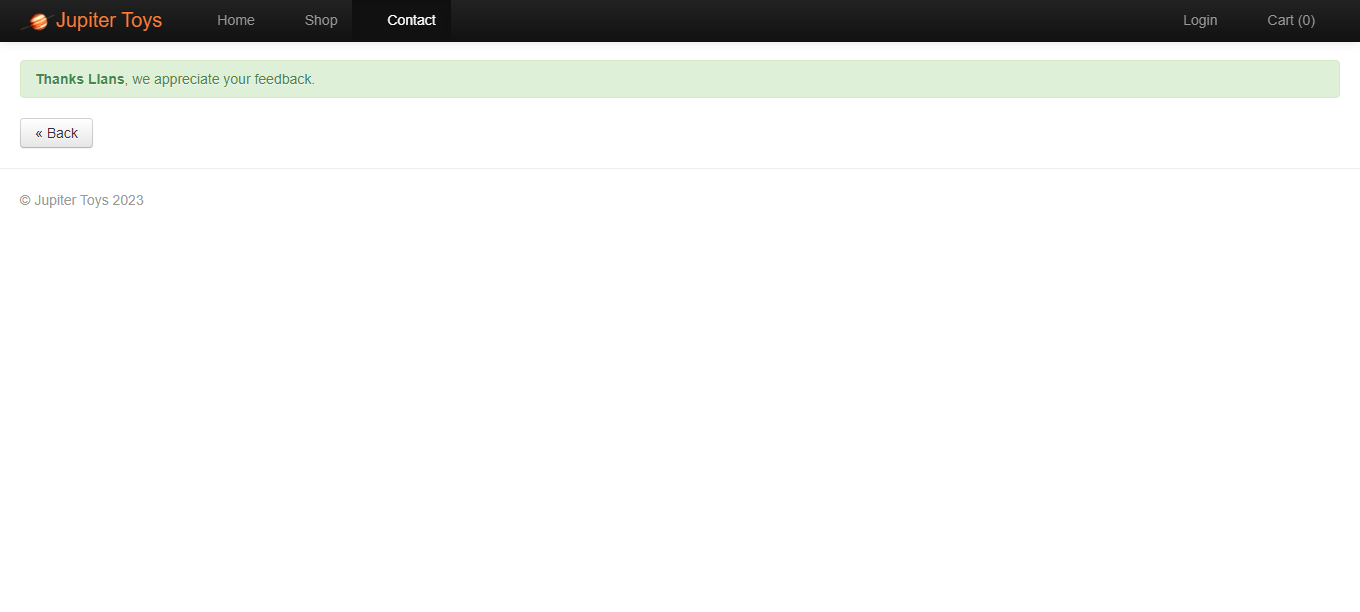 Jupiter Toys Home Shop Contact Login Cart (0)
Thanks Llans, we appreciate your feedback.
« Back
© Jupiter Toys 2023